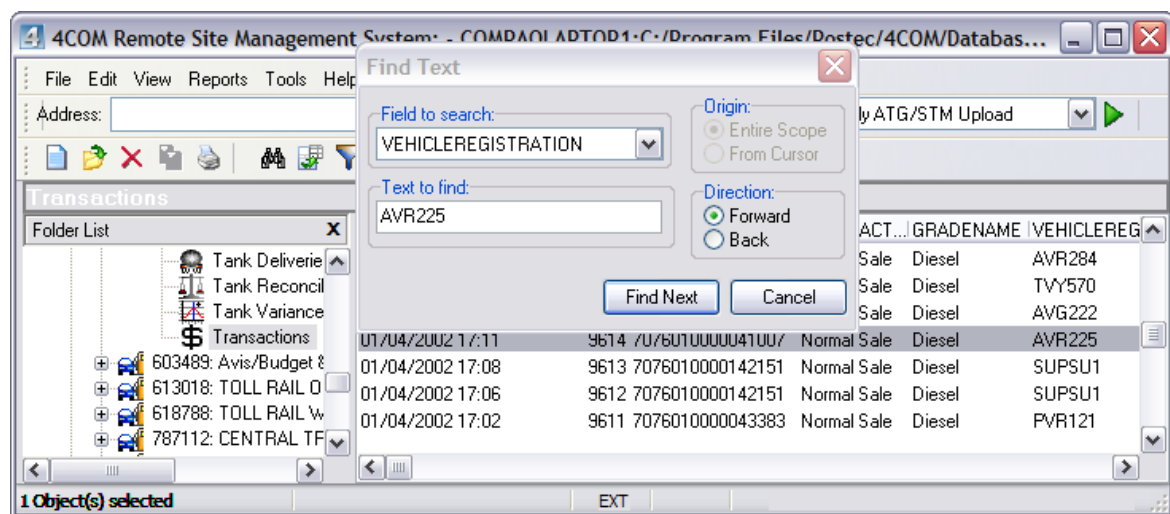 4COM Remote Site Management System: - COMPAQLAPTOP1:C:/Program Files/Postec/4COM/Databas...
File Edit View Reports Tools Help
Address:
ly ATG/STM Upload
Find Text
Field to search:
VEHICLEREGISTRATION
Text to find:
AVR225
Origin:
Entire Scope
From Cursor
Direction:
Forward
Back
Find Next
Cancel
Transactions
Folder List X
Tank Deliverie
Tank Reconcil
Tank Variance
Transactions
603489: Avis/Budget &
613018: TOLL RAIL O
618788: TOLL RAIL W
787112: CENTRAL TF
ACT... GRADENAME VEHICLEREG
Sale Diesel AVR284
Sale Diesel TVY570
Sale Diesel AVG222
01/04/2002 17:11 9614 7076010000041007 Normal Sale Diesel AVR225
01/04/2002 17:08 9613 7076010000142151 Normal Sale Diesel SUPSU1
01/04/2002 17:06 9612 7076010000142151 Normal Sale Diesel SUPSU1
01/04/2002 17:02 9611 7076010000043383 Normal Sale Diesel PVR121
1 Object(s) selected
EXT